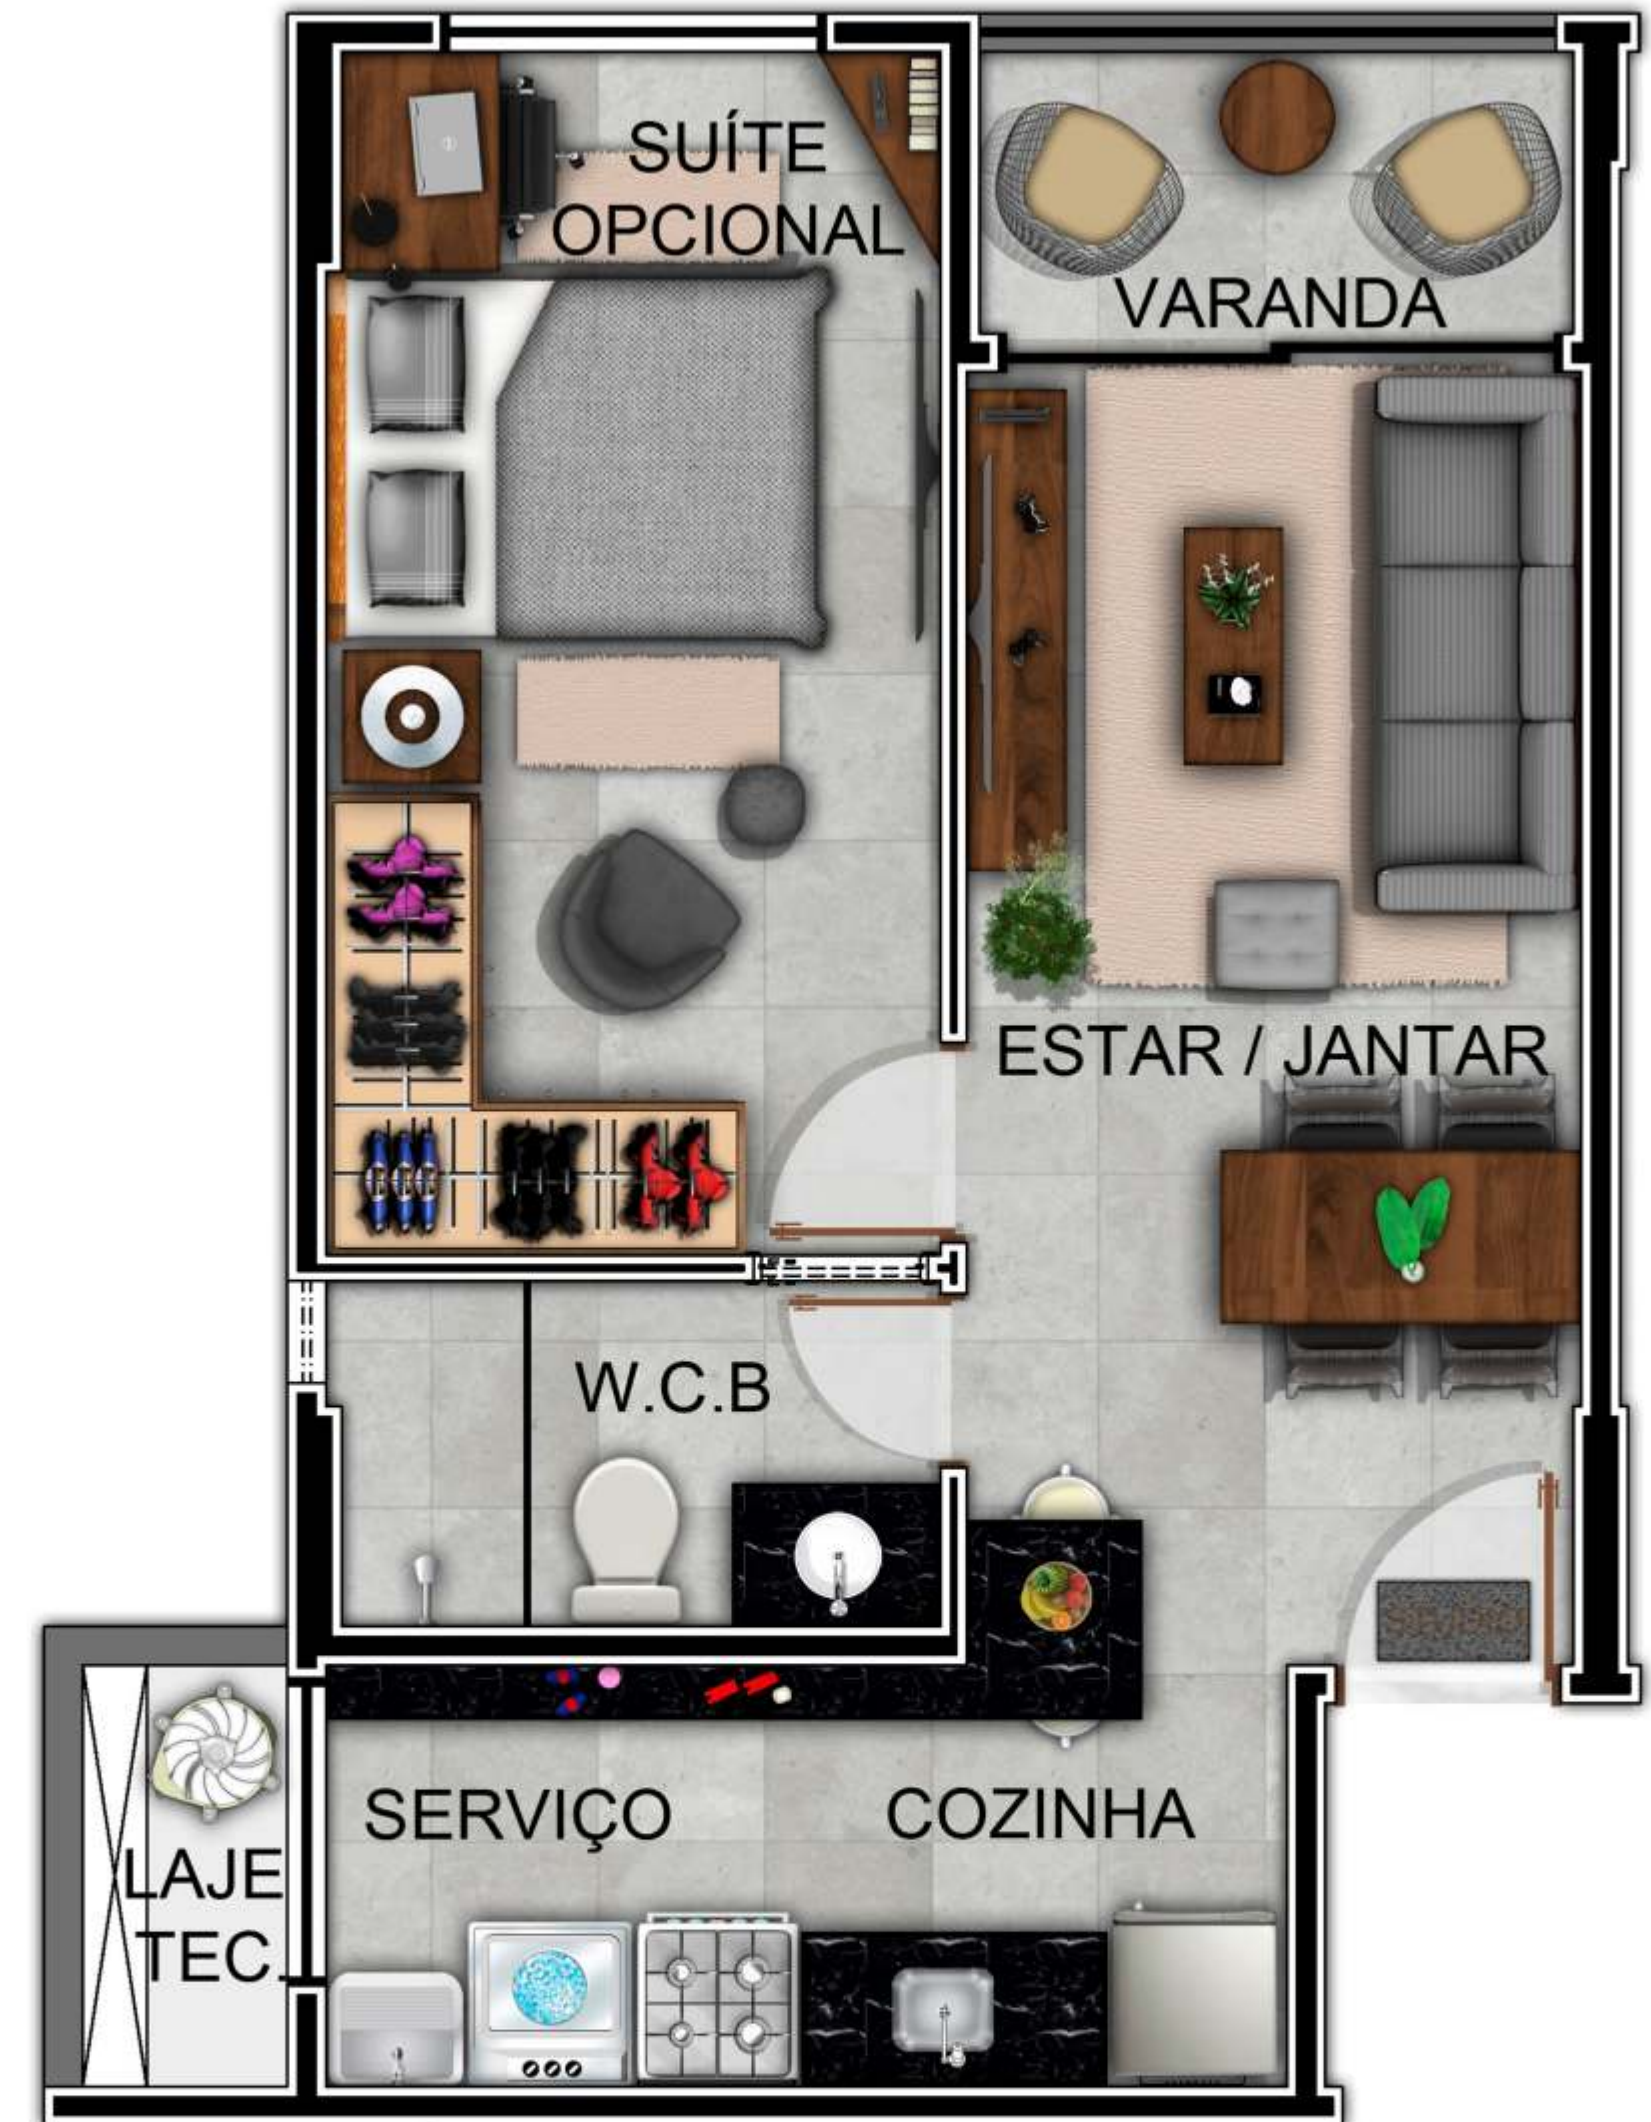 SUÍTE
OPCIONAL
VARANDA
ESTAR / JANTAR
W.C.B
SERVIÇO
COZINHA
LAJE
TEC.